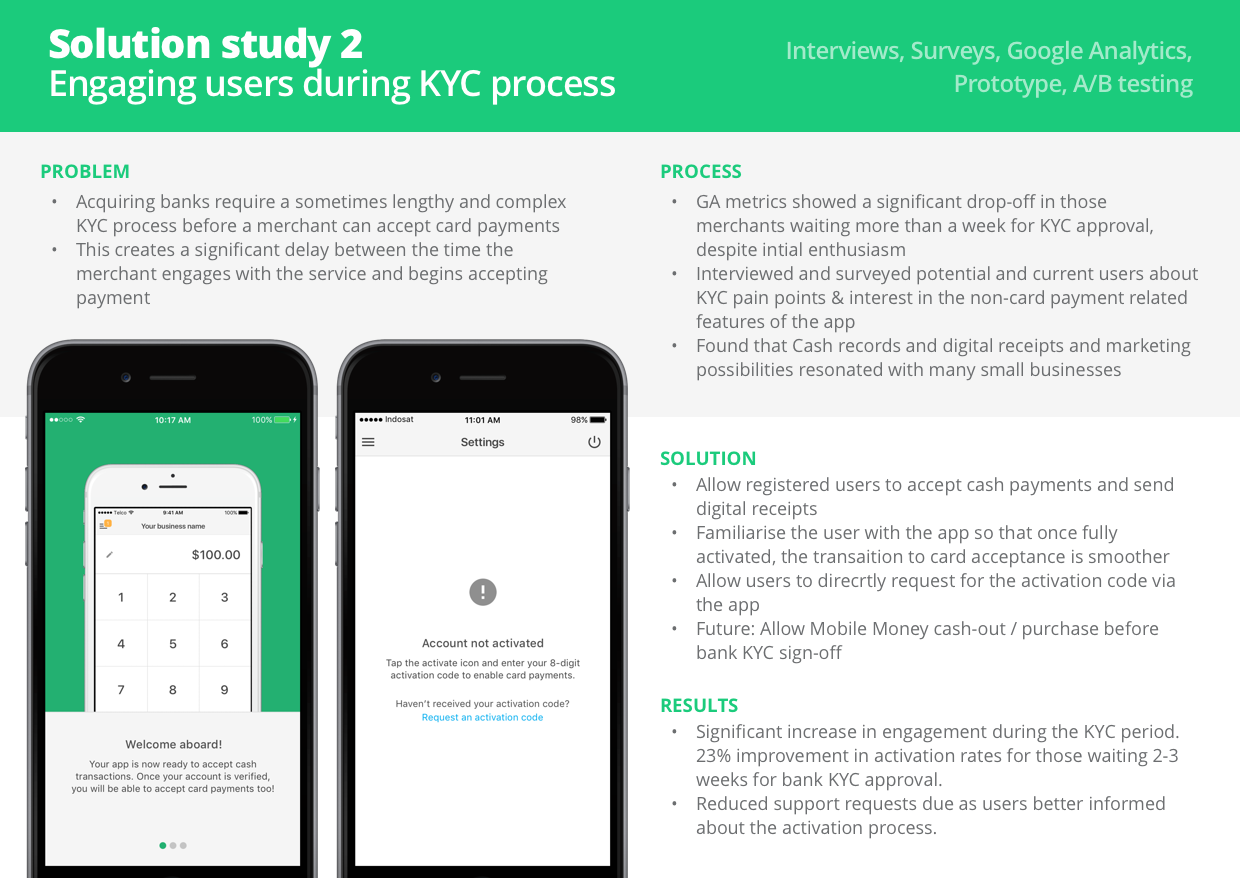 Solution study 2
Engaging users during KYC process
Interviews, Surveys, Google Analytics,
Prototype, A/B testing
PROBLEM
• Acquiring banks require a sometimes lengthy and complex
KYC process before a merchant can accept card payments
• This creates a significant delay between the time the
merchant engages with the service and begins accepting
payment
PROCESS
• GA metrics showed a significant drop-off in those
merchants waiting more than a week for KYC approval,
despite intial enthusiasm
• Interviewed and surveyed potential and current users about
KYC pain points & interest in the non-card payment related
features of the app
• Found that Cash records and digital receipts and marketing
possibilities resonated with many small businesses
10:17 AM
100%
Telco
9:41 AM
100%
Your business name
$100.00
1 2 3
4 5 6
7 8 9
Welcome aboard!
Your app is now ready to accept cash
transactions. Once your account is verified,
you will be able to accept card payments too!
Indosat
11:01 AM
98%
Settings
!
Account not activated
Tap the activate icon and enter your 8-digit
activation code to enable card payments.
Haven't received your activation code?
Request an activation code
SOLUTION
• Allow registered users to accept cash payments and send
digital receipts
• Familiarise the user with the app so that once fully
activated, the transaition to card acceptance is smoother
• Allow users to direcrtly request for the activation code via
the app
• Future: Allow Mobile Money cash-out / purchase before
bank KYC sign-off
RESULTS
• Significant increase in engagement during the KYC period.
23% improvement in activation rates for those waiting 2-3
weeks for bank KYC approval.
• Reduced support requests due as users better informed
about the activation process.